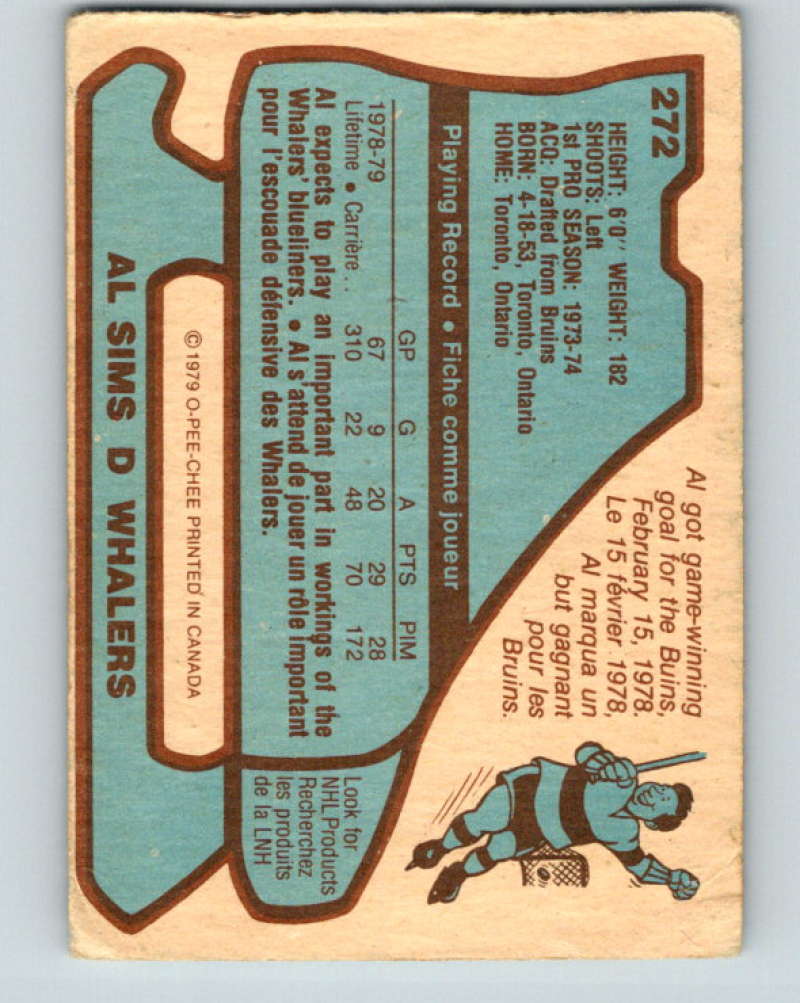 272
HEIGHT: 6'0" WEIGHT: 182
SHOOTS: Left
1st PRO SEASON: 1973-74
ACQ: Drafted from Bruins
BORN: 4-18-53, Toronto, Ontario
HOME: Toronto, Ontario
Al got game-winning
goal for the Buins,
February 15, 1978.
Le 15 février 1978,
Al marqua un
but gagnant
pour les
Bruins.
Playing Record • Fiche comme joueur
GP G A PTS PIM
1978-79 67 9 20 29 28
Lifetime • Carrière... 310 22 48 70 172
Al expects to play an important part in workings of the
Whalers' blueliners. • Al s'attend de jouer un rôle important
pour l'escouade défensive des Whalers.
Look for
NHL Products
Recherchez
les produits
de la LNH
© 1979 O-PEE-CHEE PRINTED IN CANADA
AL SIMS D WHALERS